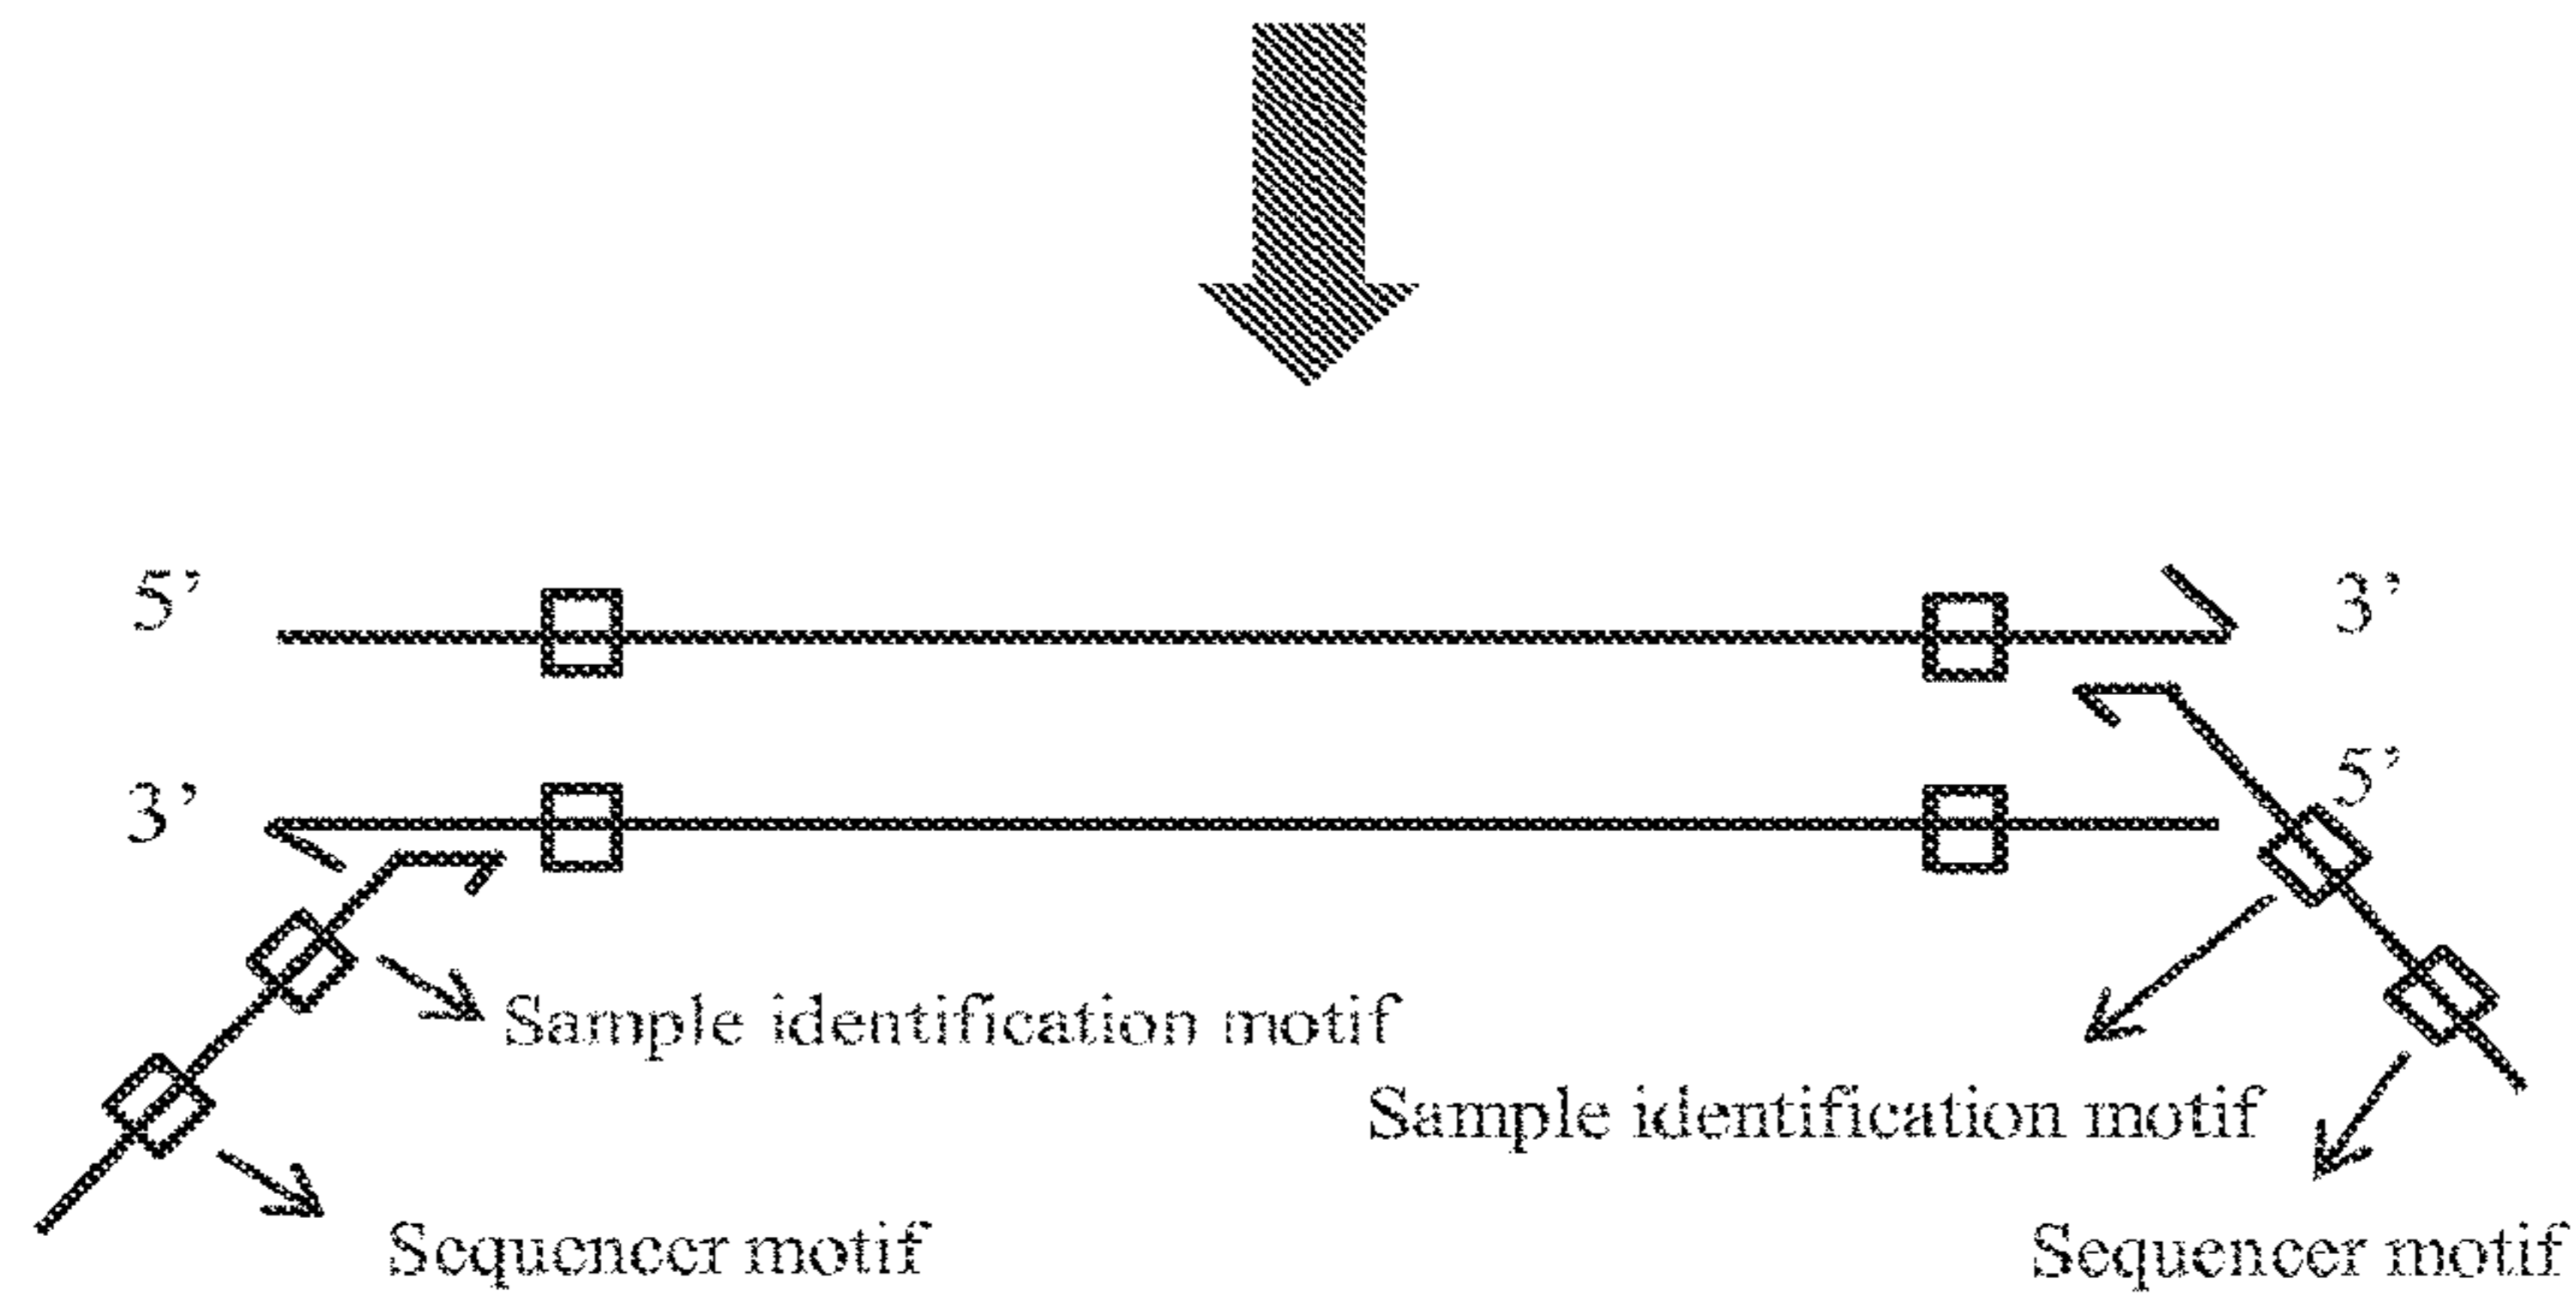 5’
3’
3’
5’
Sample identification motif
Sample identification motif
Sequencer motif
Sequencer motif